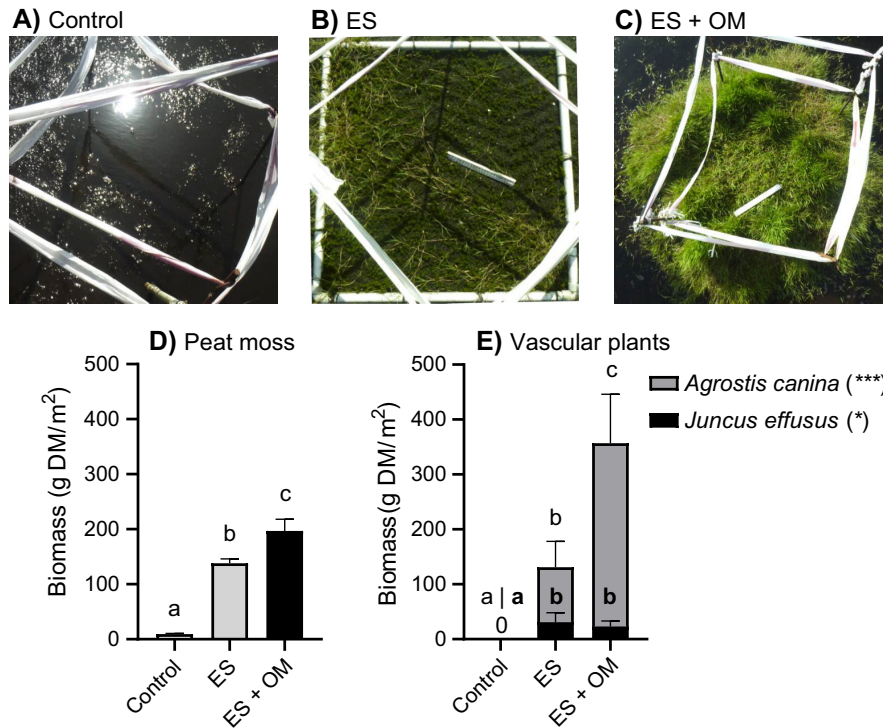 A) Control
B) ES
C) ES + OM
D) Peat moss
Biomass (g DM/m²)
500
400
300
200
100
0
a
b
c
Control
ES
ES + OM
E) Vascular plants
Biomass (g DM/m²)
500
400
300
200
100
0
a | a
0
b
b
c
b
Control
ES
ES + OM
Agrostis canina (***)
Juncus effusus (*)